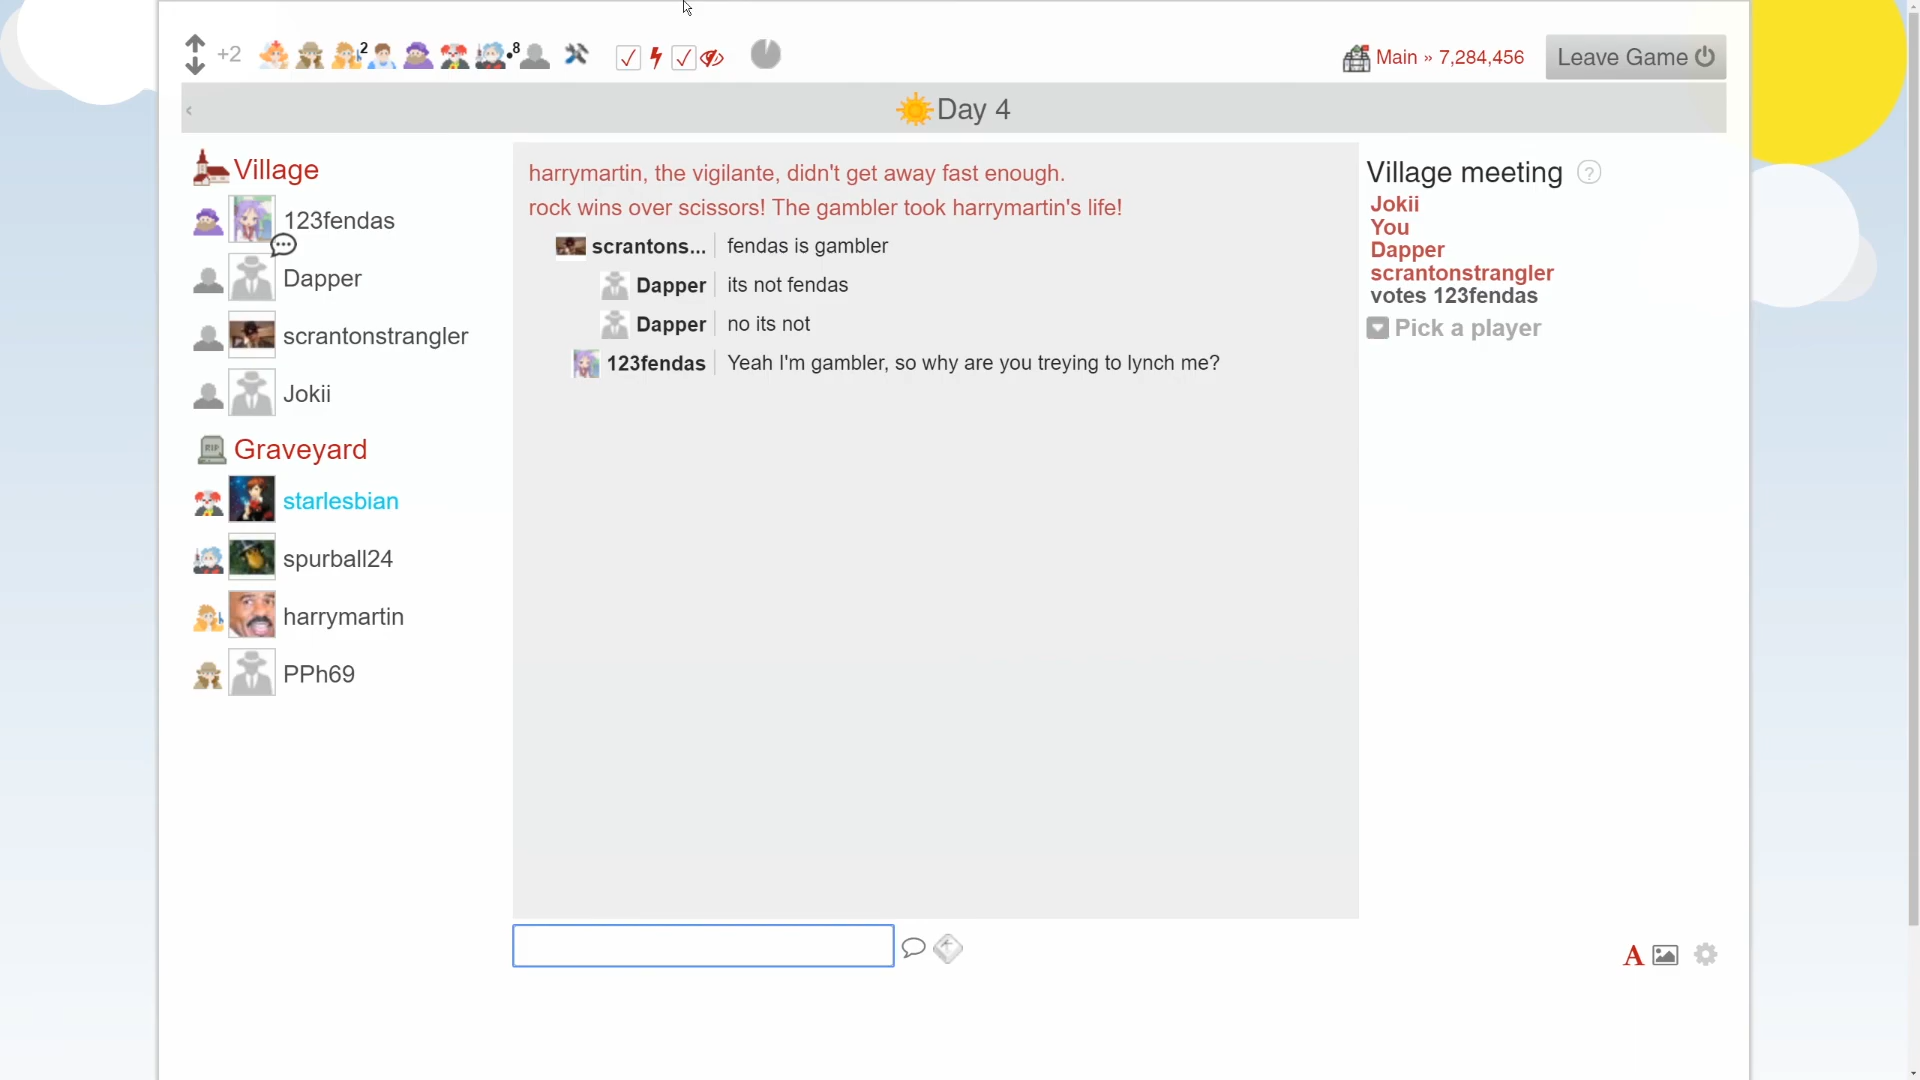 +2
2
8
Main » 7,284,456
Leave Game
‹
Day 4
Village
123fendas
Dapper
scrantonstrangler
Jokii
Graveyard
RIP
starlesbian
spurball24
harrymartin
PPh69
harrymartin, the vigilante, didn't get away fast enough.
rock wins over scissors! The gambler took harrymartin's life!
scrantons... fendas is gambler
Dapper its not fendas
Dapper no its not
123fendas Yeah I'm gambler, so why are you treying to lynch me?
Village meeting ?
Jokii
You
Dapper
scrantonstrangler
votes 123fendas
Pick a player
A